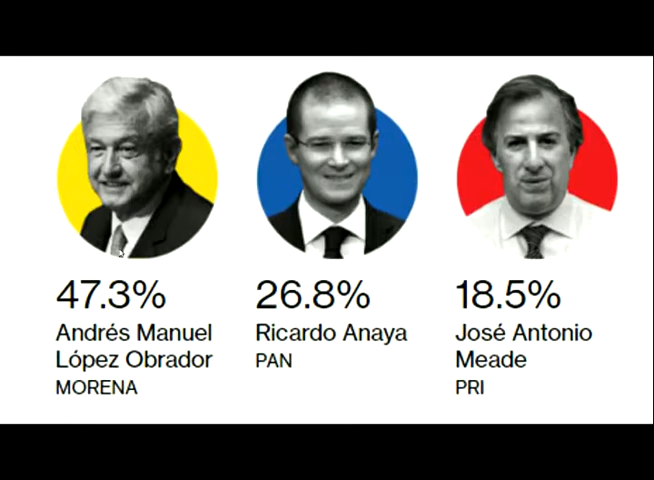 47.3%
Andrés Manuel
López Obrador
MORENA
26.8%
Ricardo Anaya
PAN
18.5%
José Antonio
Meade
PRI